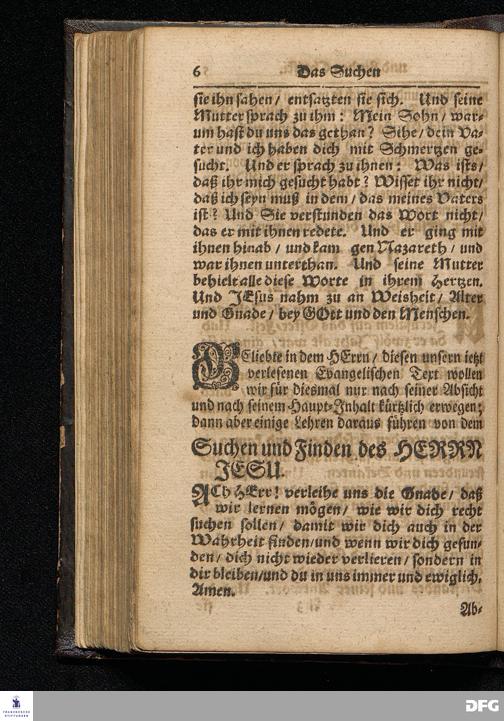 6 Das Suchen
sie ihn sahen/ entsatzten sie sich. Und seine
Mutter sprach zu ihm: Mein Sohn/ war-
um hast du uns das gethan? Sihe/ dein Va-
ter und ich haben dich mit Schmertzen ge-
sucht. Und er sprach zu ihnen: Was ists/
daß ihr mich gesucht habt? Wisset ihr nicht/
daß ich seyn muß in dem/ das meines Vaters
ist? Und Sie verstunden das Wort nicht/
das er mit ihnen redete. Und er ging mit
ihnen hinab/ und kam gen Nazareth/ und
war ihnen unterthan. Und seine Mutter
behielt alle diese Worte in ihrem Hertzen.
Und JEsus nahm zu an Weisheit/ Alter
und Gnade/ bey GOtt und den Menschen.
GEliebte in dem HErrn/ diesen unsern ietzt
verlesenen Evangelischen Text wollen
wir für diesmal nur nach seiner Absicht
und nach seinem Haupt-Inhalt kürtzlich erwegen;
dann aber einige Lehren daraus führen von dem
Suchen und Finden des HERRN
JESU.
ACh HErr! verleihe uns die Gnade/ daß
wir lernen mögen/ wie wir dich recht
suchen sollen/ damit wir dich auch in der
Wahrheit finden/und wenn wir dich gefun-
den/ dich nicht wieder verlieren/ sondern in
dir bleiben/und du in uns immer und ewiglich.
Amen.
Ab-
FRANCKESCHE
STIFTUNGEN
DFG